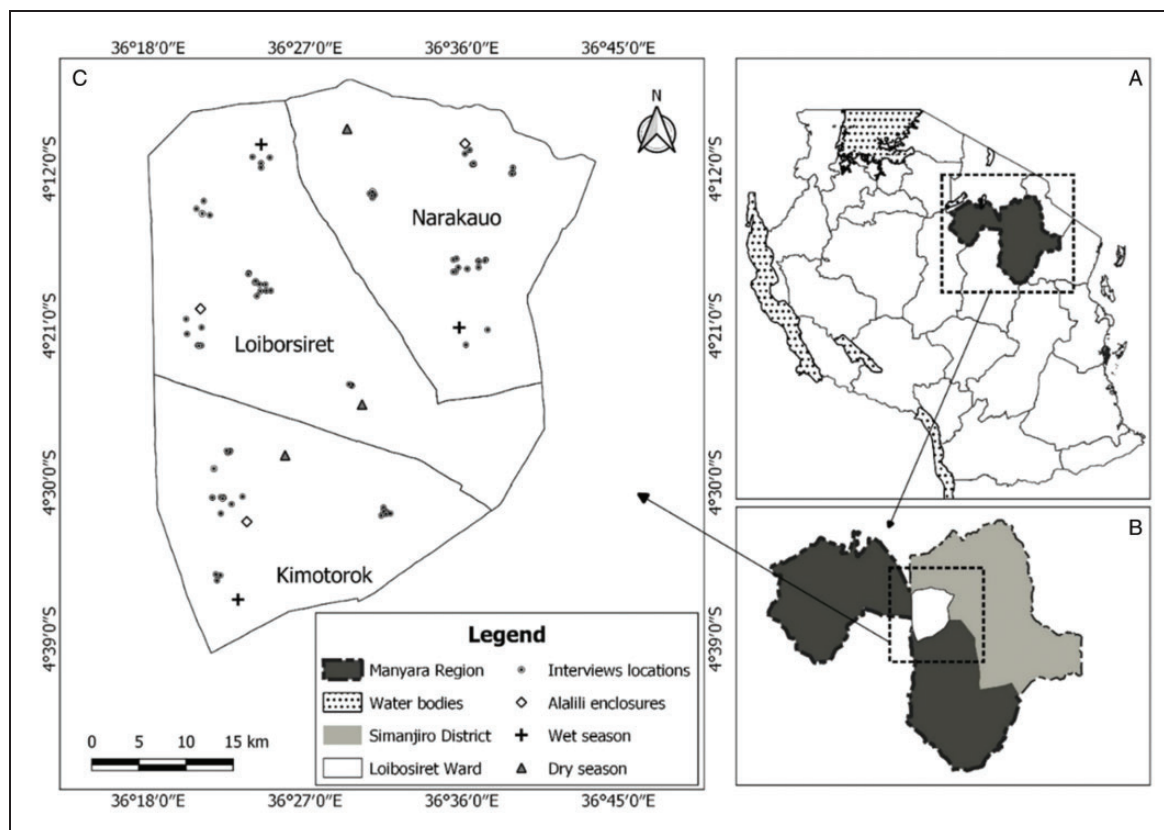 C
36°18'0"E 36°27'0"E 36°36'0"E 36°45'0"E
N
4°12'0"S
4°21'0"S
4°30'0"S
4°39'0"S
Narakauo
Loiborsiret
Kimotorok
0 5 10 15 km
Legend
Manyara Region
Water bodies
Simanjiro District
Loibosiret Ward
Interviews locations
Alalili enclosures
Wet season
Dry season
36°18'0"E 36°27'0"E 36°36'0"E 36°45'0"E
4°12'0"S
4°21'0"S
4°30'0"S
4°39'0"S
A
B